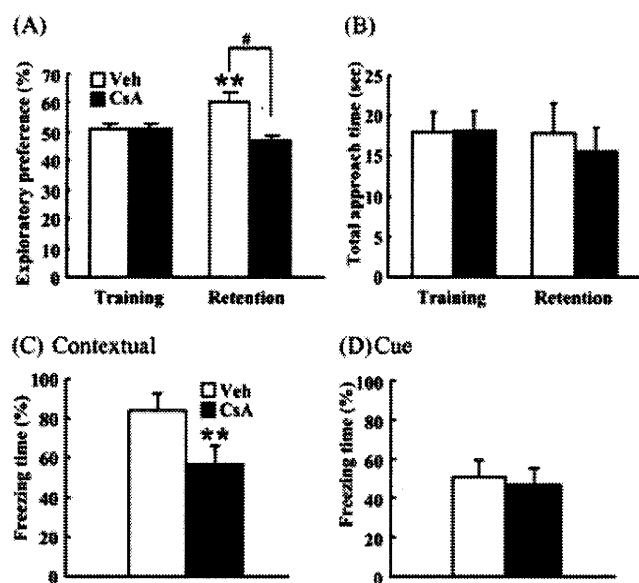 (A)
#
**
Veh
CsA
Exploratory preference (%)
70
60
50
40
30
20
10
0
Training Retention
(B)
Total approach time (sec)
25
20
15
10
5
0
Training Retention
(C) Contextual
Veh
CsA
**
Freezing time (%)
100
80
60
40
20
0
(D)Cue
Freezing time (%)
100
80
60
40
20
0